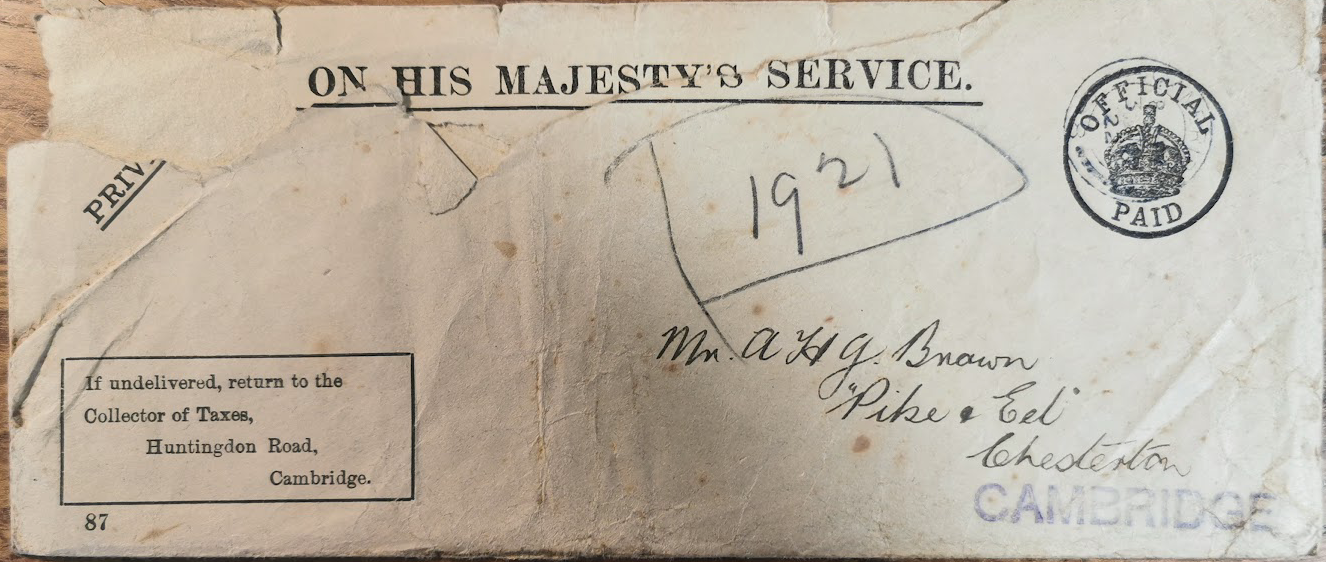 ON HIS MAJESTY'S SERVICE.
OFFICIAL
PAID
PRIV
1921
Mr. A H G. Brown
"Pike & Eel"
Chesterton
CAMBRIDGE
If undelivered, return to the
Collector of Taxes,
Huntingdon Road,
Cambridge.
87